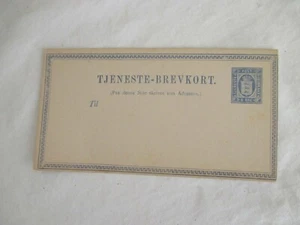 TJENESTE-BREVKORT.
(Paa denne Side skrives kun Adressen.)
Til